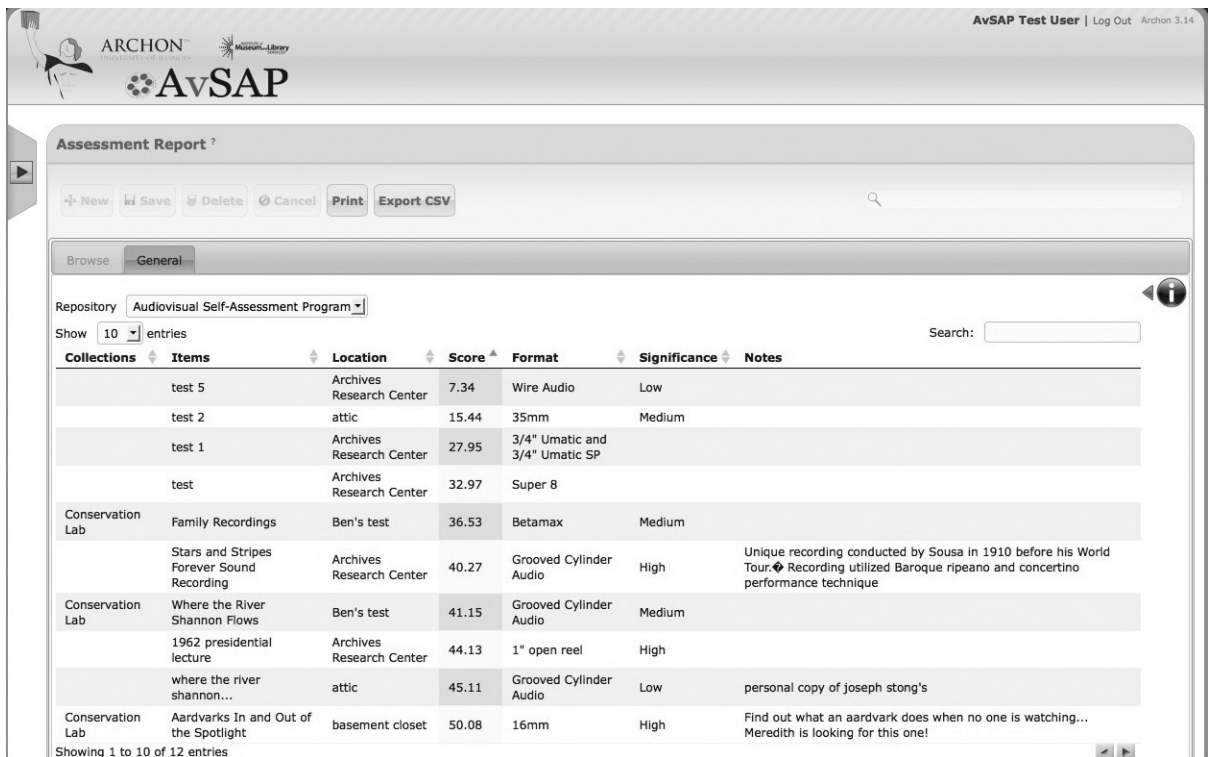 AvSAP Test User | Log Out Archon 3.14
ARCHON™
UNIVERSITY OF ILLINOIS
Museum and Library
AvSAP
Assessment Report ?
New Save Delete Cancel Print Export CSV
Browse General
Repository Audiovisual Self-Assessment Program
Show 10 entries Search:
Collections Items Location Score Format Significance Notes
test 5 Archives Research Center 7.34 Wire Audio Low
test 2 attic 15.44 35mm Medium
test 1 Archives Research Center 27.95 3/4" Umatic and 3/4" Umatic SP
test Archives Research Center 32.97 Super 8
Conservation Lab Family Recordings Ben's test 36.53 Betamax Medium
Stars and Stripes Forever Sound Recording Archives Research Center 40.27 Grooved Cylinder Audio High Unique recording conducted by Sousa in 1910 before his World Tour.� Recording utilized Baroque ripeano and concertino performance technique
Conservation Lab Where the River Shannon Flows Ben's test 41.15 Grooved Cylinder Audio Medium
1962 presidential lecture Archives Research Center 44.13 1" open reel High
where the river shannon... attic 45.11 Grooved Cylinder Audio Low personal copy of joseph stong's
Conservation Lab Aardvarks In and Out of the Spotlight basement closet 50.08 16mm High Find out what an aardvark does when no one is watching... Meredith is looking for this one!
Showing 1 to 10 of 12 entries